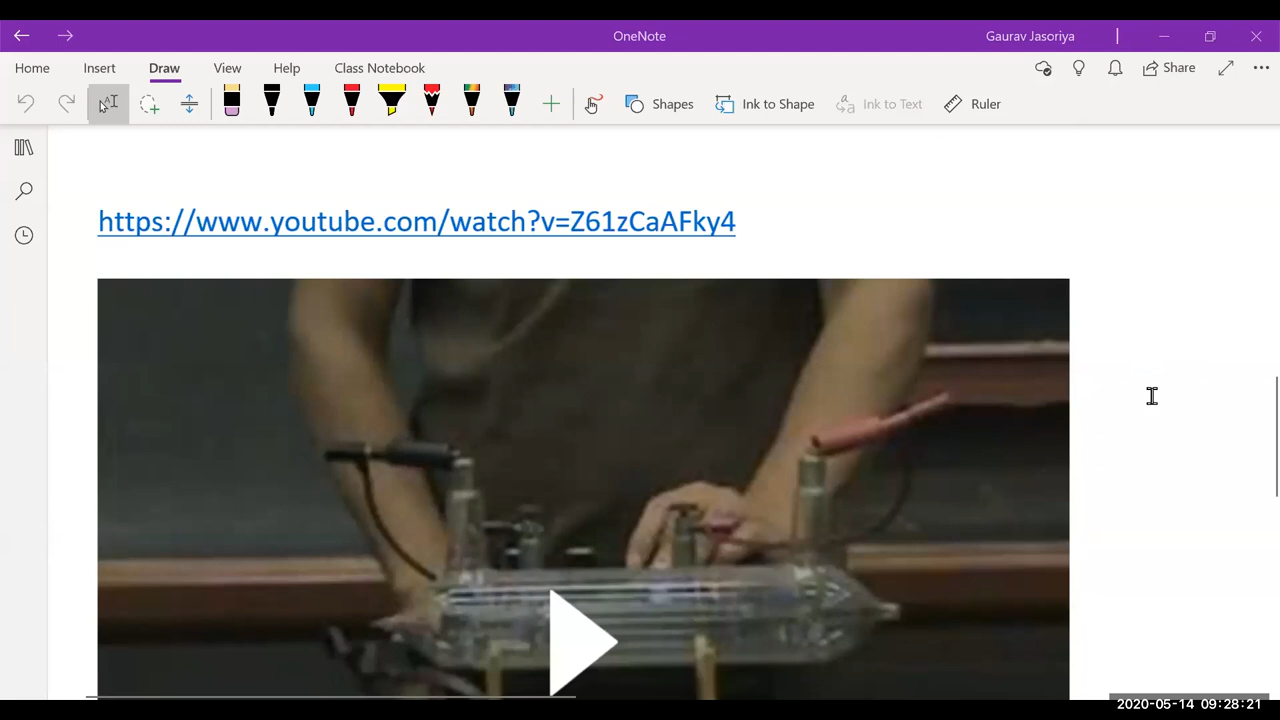 OneNote
Gaurav Jasoriya
Home Insert Draw View Help Class Notebook
Share
Shapes Ink to Shape Ink to Text Ruler
https://www.youtube.com/watch?v=Z61zCaAFky4
2020-05-14 09:28:21